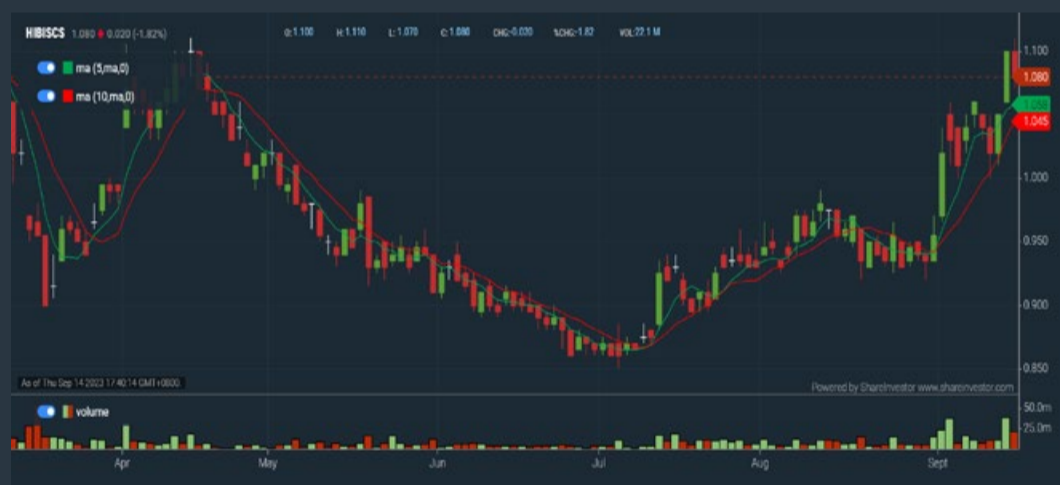 HIBISCS 1.080 0.020 (-1.82%) O:1.100 H:1.110 L:1.070 C:1.080 CHG:-0.020 %CHG:-1.82 VOL:22.1 M
ma (5,ma,0)
ma (10,ma,0)
1.100
1.080
1.058
1.045
1.000
0.950
0.900
0.850
As of Thu Sep 14 2023 17:40:14 GMT+0800
Powered by ShareInvestor www.shareinvestor.com
volume
50.0m
25.0m
Apr May Jun Jul Aug Sept